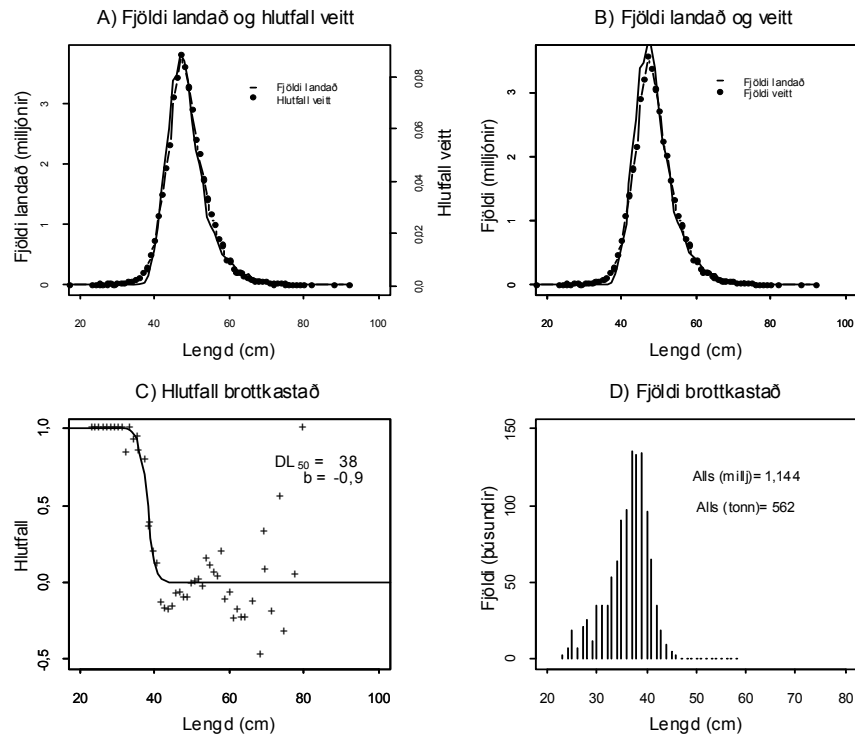 A) Fjöldi landað og hlutfall veitt
Fjöldi landað (milljónir)
0 1 2 3
Fjöldi landað
Hlutfall veitt
Hlutfall veitt
0,0 0,02 0,04 0,06 0,08
20 40 60 80 100
Lengd (cm)
B) Fjöldi landað og veitt
Fjöldi (milljónir)
0 1 2 3
Fjöldi landað
Fjöldi veitt
20 40 60 80 100
Lengd (cm)
C) Hlutfall brottkastað
Hlutfall
-0,5 0,0 0,5 1,0
DL50 = 38
b = -0,9
20 40 60 80 100
Lengd (cm)
D) Fjöldi brottkastað
Fjöldi (þúsundir)
0 50 100 150
Alls (millj)= 1,144
Alls (tonn)= 562
20 30 40 50 60 70 80
Lengd (cm)